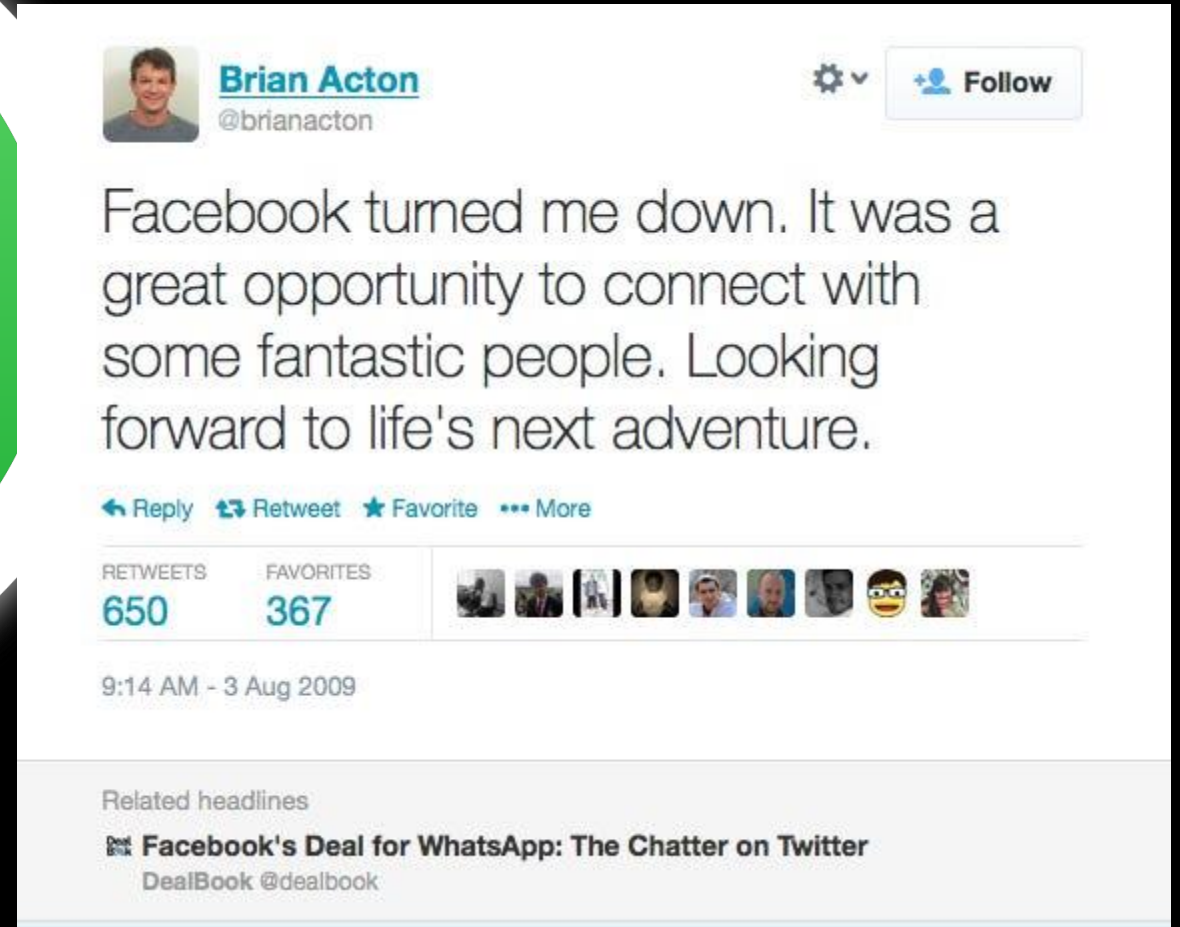 Brian Acton
@brianacton
Follow
Facebook turned me down. It was a
great opportunity to connect with
some fantastic people. Looking
forward to life's next adventure.
Reply Retweet Favorite ••• More
RETWEETS FAVORITES
650 367
9:14 AM - 3 Aug 2009
Related headlines
Facebook's Deal for WhatsApp: The Chatter on Twitter
DealBook @dealbook